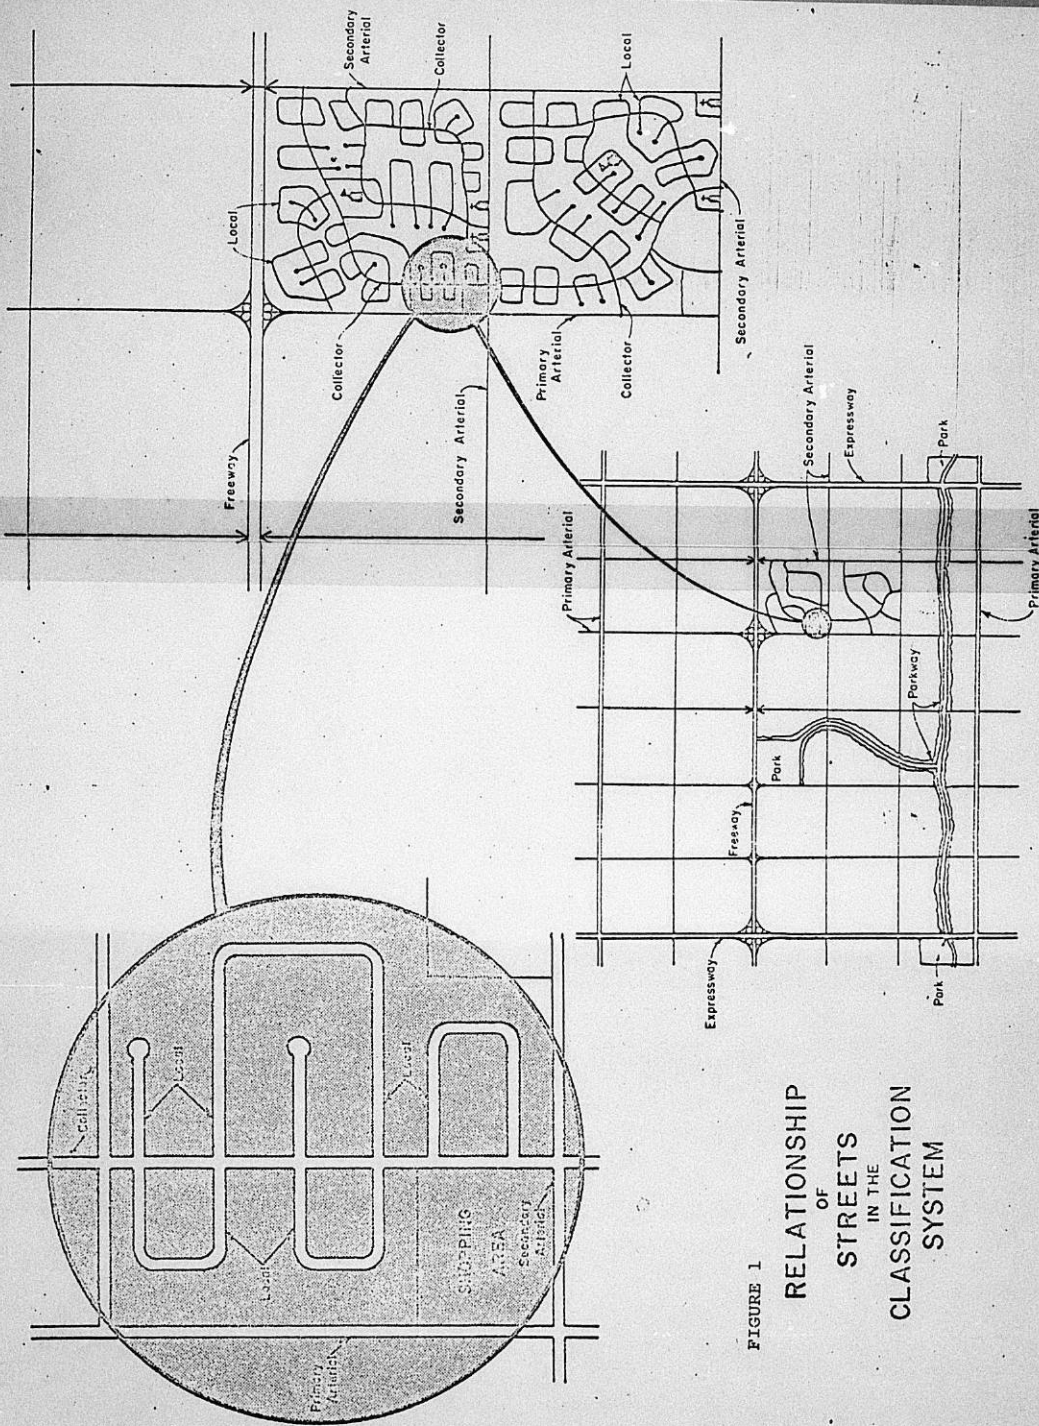 FIGURE 1
RELATIONSHIP
OF
STREETS
IN THE
CLASSIFICATION
SYSTEM
Collector
Local
Local
Local
SHOPPING
AREA
Secondary
Arterial
Primary
Arterial
Freeway
Local
Secondary
Arterial
Collector
Local
Collector
Secondary Arterial
Primary
Arterial
Collector
Secondary Arterial
Primary Arterial
Secondary Arterial
Expressway
Park
Freeway
Park
Parkway
Expressway
Park
Primary Arterial